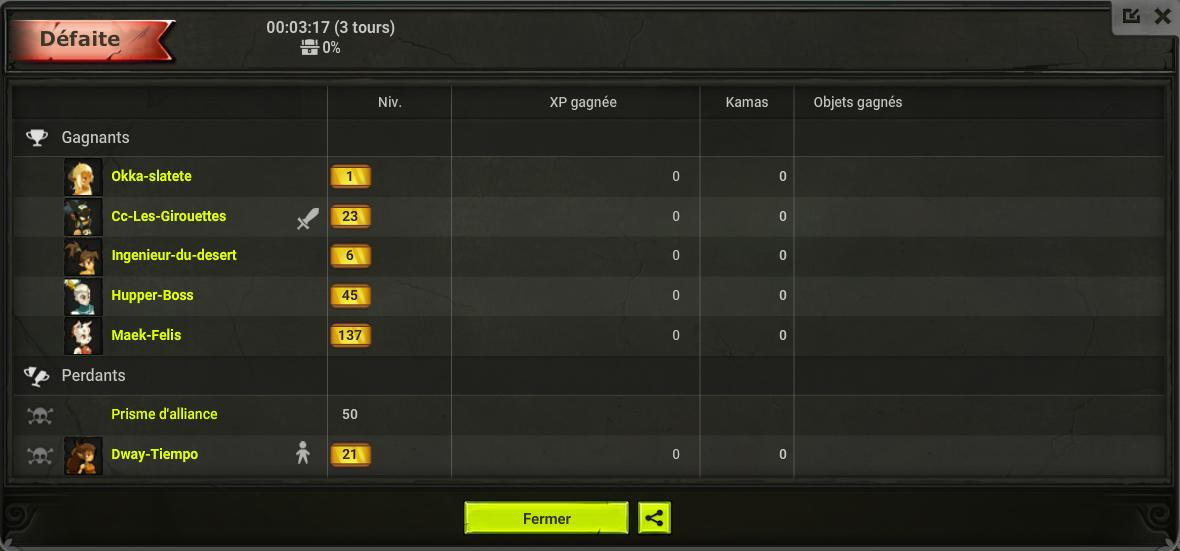 Défaite
00:03:17 (3 tours)
0%
Niv. XP gagnée Kamas Objets gagnés
Gagnants
Okka-slatete 1 0 0
Cc-Les-Girouettes 23 0 0
Ingenieur-du-desert 6 0 0
Hupper-Boss 45 0 0
Maek-Felis 137 0 0
Perdants
Prisme d'alliance 50
Dway-Tiempo 21 0 0
Fermer